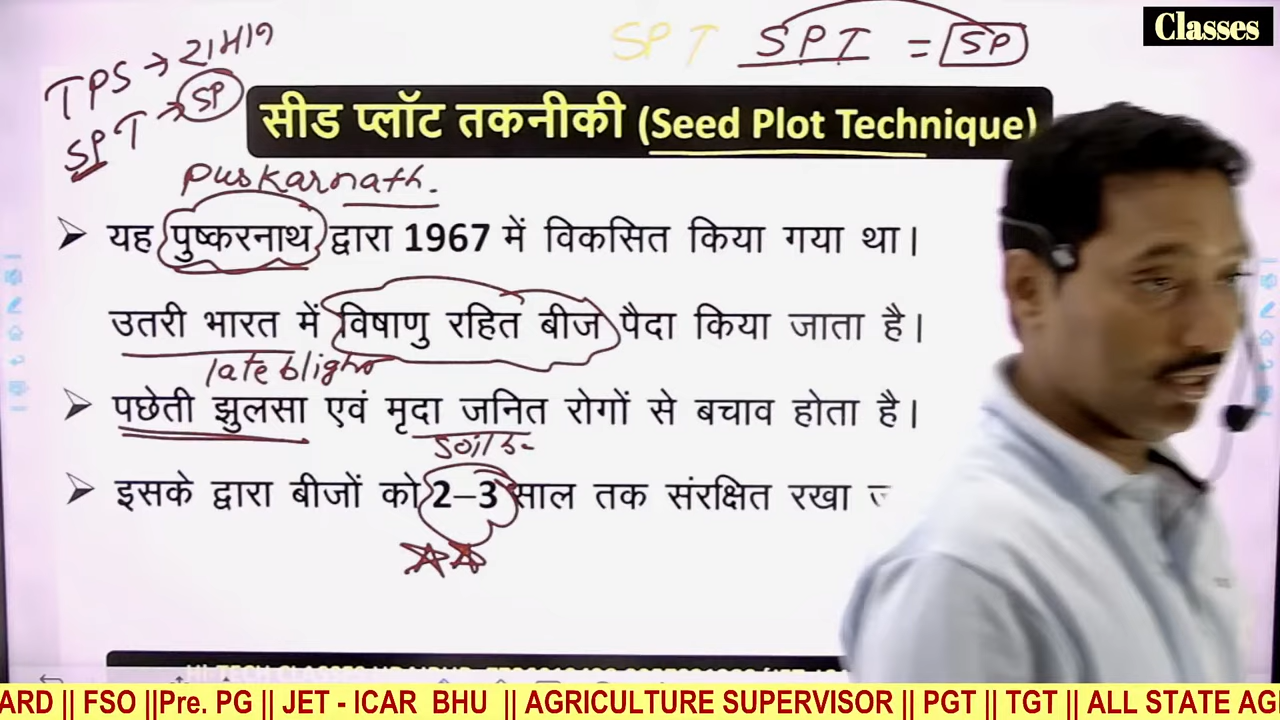 Classes
SPT SPT = SP
TPS → रामाण
SPT → SP
सीड प्लॉट तकनीकी (Seed Plot Technique)
Puskarnath.
यह पुष्करनाथ द्वारा 1967 में विकसित किया गया था।
उतरी भारत में विषाणु रहित बीज पैदा किया जाता है।
late blight
पछेती झुलसा एवं मृदा जनित रोगों से बचाव होता है।
soil b-
इसके द्वारा बीजों को 2–3 साल तक संरक्षित रखा
ARD || FSO ||Pre. PG || JET - ICAR BHU || AGRICULTURE SUPERVISOR || PGT || TGT || ALL STATE AG